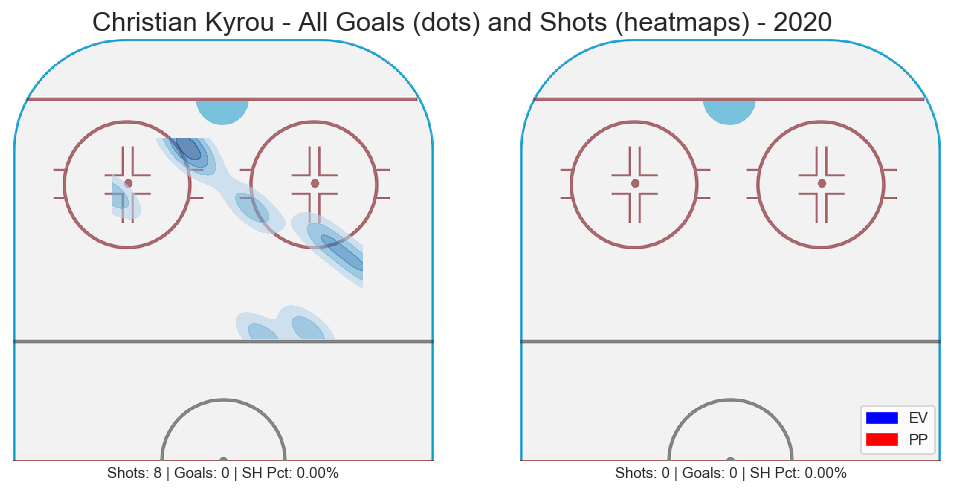 Christian Kyrou - All Goals (dots) and Shots (heatmaps) - 2020
EV
PP
Shots: 8 | Goals: 0 | SH Pct: 0.00%
Shots: 0 | Goals: 0 | SH Pct: 0.00%